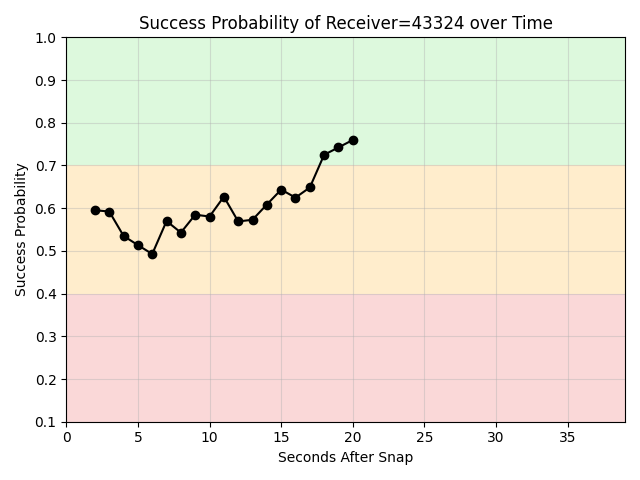 Success Probability of Receiver=43324 over Time
1.0
0.9
0.8
0.7
0.6
0.5
0.4
0.3
0.2
0.1
Success Probability
0 5 10 15 20 25 30 35
Seconds After Snap